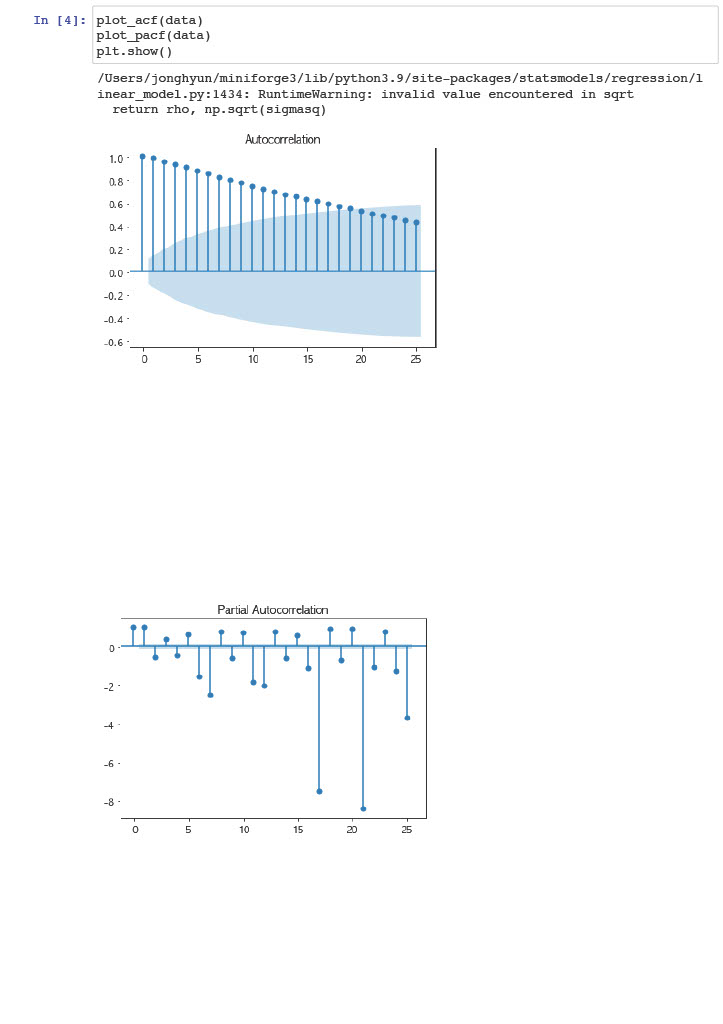 In [4]: plot_acf(data)
plot_pacf(data)
plt.show()
/Users/jonghyun/miniforge3/lib/python3.9/site-packages/statsmodels/regression/l
inear_model.py:1434: RuntimeWarning: invalid value encountered in sqrt
return rho, np.sqrt(sigmasq)
Autocorrelation
1.0
0.8
0.6
0.4
0.2
0.0
-0.2
-0.4
-0.6
0 5 10 15 20 25
Partial Autocorrelation
0
-2
-4
-6
-8
0 5 10 15 20 25